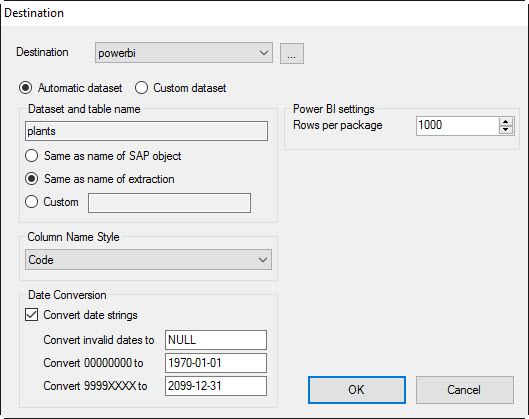 Destination
Destination powerbi ...
Automatic dataset Custom dataset
Dataset and table name
plants
Same as name of SAP object
Same as name of extraction
Custom
Power BI settings
Rows per package 1000
Column Name Style
Code
Date Conversion
Convert date strings
Convert invalid dates to NULL
Convert 00000000 to 1970-01-01
Convert 9999XXXX to 2099-12-31
OK Cancel